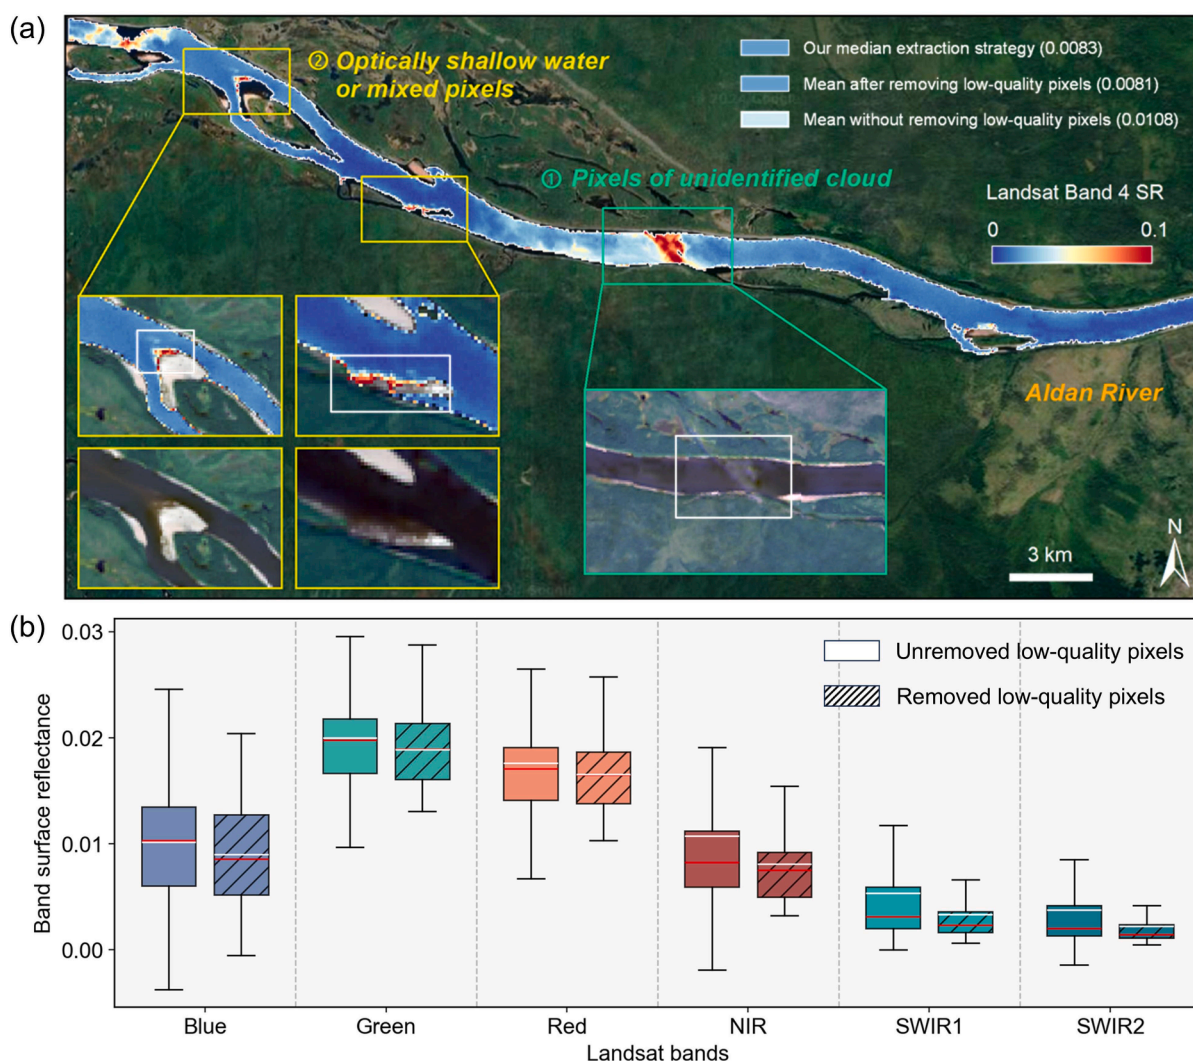 (a)
② Optically shallow water
or mixed pixels
Our median extraction strategy (0.0083)
Mean after removing low-quality pixels (0.0081)
Mean without removing low-quality pixels (0.0108)
① Pixels of unidentified cloud
Landsat Band 4 SR
0 0.1
Aldan River
N
3 km
(b)
Band surface reflectance
0.03
0.02
0.01
0.00
Unremoved low-quality pixels
Removed low-quality pixels
Blue Green Red NIR SWIR1 SWIR2
Landsat bands